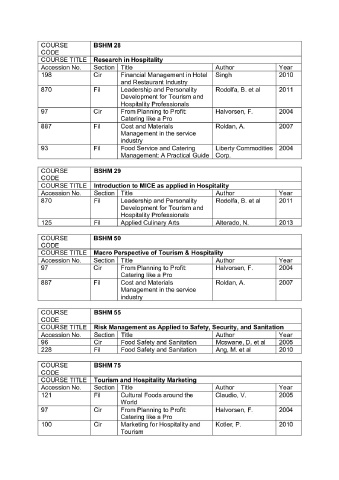 COURSE BSHM 28
CODE
COURSE TITLE Research in Hospitality
Accession No. Section Title Author Year
198 Cir Financial Management in Hotel Singh 2010
and Restaurant Industry
870 Fil Leadership and Personality Rodolfa, B. et al 2011
Development for Tourism and
Hospitality Professionals
97 Cir From Planning to Profit: Halvorsen, F. 2004
Catering like a Pro
887 Fil Cost and Materials Roldan, A. 2007
Management in the service
industry
93 Fil Food Service and Catering Liberty Commodities 2004
Management: A Practical Guide Corp.
COURSE BSHM 29
CODE
COURSE TITLE Introduction to MICE as applied in Hospitality
Accession No. Section Title Author Year
870 Fil Leadership and Personality Rodolfa, B. et al 2011
Development for Tourism and
Hospitality Professionals
125 Fil Applied Culinary Arts Alterado, N. 2013
COURSE BSHM 50
CODE
COURSE TITLE Macro Perspective of Tourism & Hospitality
Accession No. Section Title Author Year
97 Cir From Planning to Profit: Halvorsen, F. 2004
Catering like a Pro
887 Fil Cost and Materials Roldan, A. 2007
Management in the service
industry
COURSE BSHM 55
CODE
COURSE TITLE Risk Management as Applied to Safety, Security, and Sanitation
Accession No. Section Title Author Year
96 Cir Food Safety and Sanitation Moswane, D. et al 2005
228 Fil Food Safety and Sanitation Ang, M. et al 2010
COURSE BSHM 75
CODE
COURSE TITLE Tourism and Hospitality Marketing
Accession No. Section Title Author Year
121 Fil Cultural Foods around the Claudio, V. 2005
World
97 Cir From Planning to Profit: Halvorsen, F. 2004
Catering like a Pro
100 Cir Marketing for Hospitality and Kotler, P. 2010
Tourism